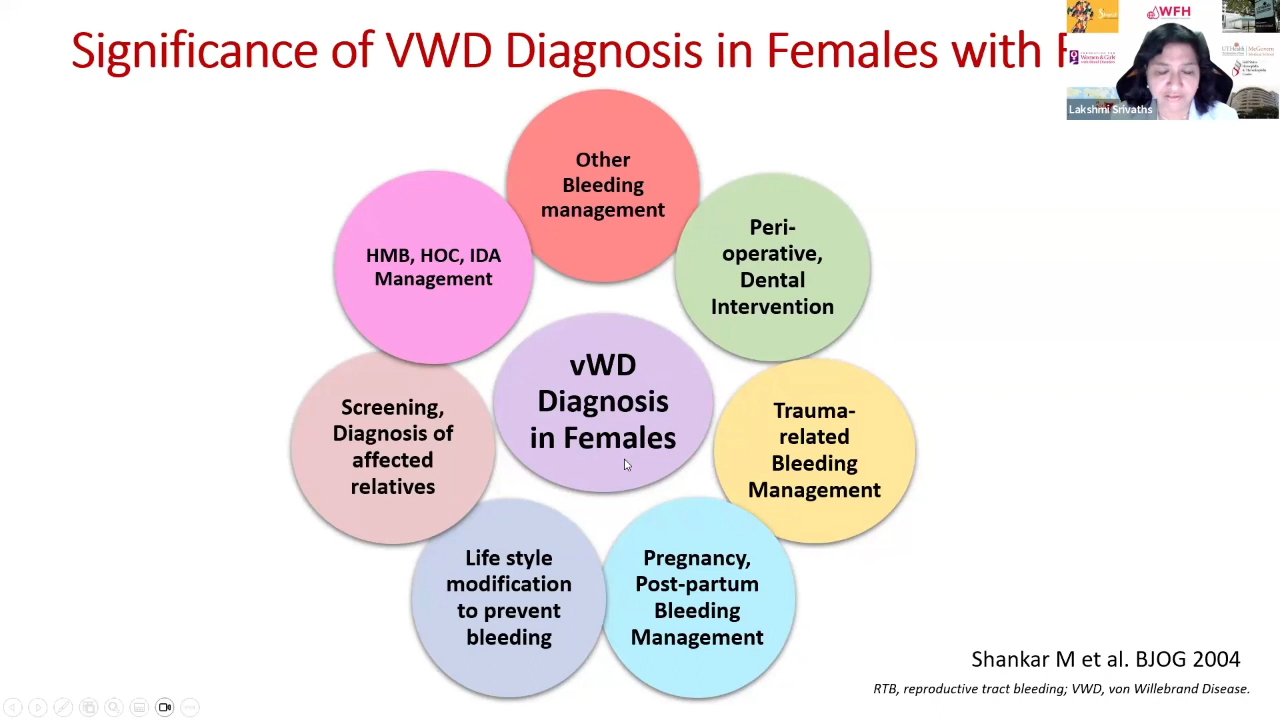 Significance of VWD Diagnosis in Females with
WFH
Women & Girls
Lakshmi Srivaths
Other
Bleeding
management
Peri-
operative,
Dental
Intervention
Trauma-
related
Bleeding
Management
Pregnancy,
Post-partum
Bleeding
Management
Life style
modification
to prevent
bleeding
Screening,
Diagnosis of
affected
relatives
HMB, HOC, IDA
Management
vWD
Diagnosis
in Females
Shankar M et al. BJOG 2004
RTB, reproductive tract bleeding; VWD, von Willebrand Disease.